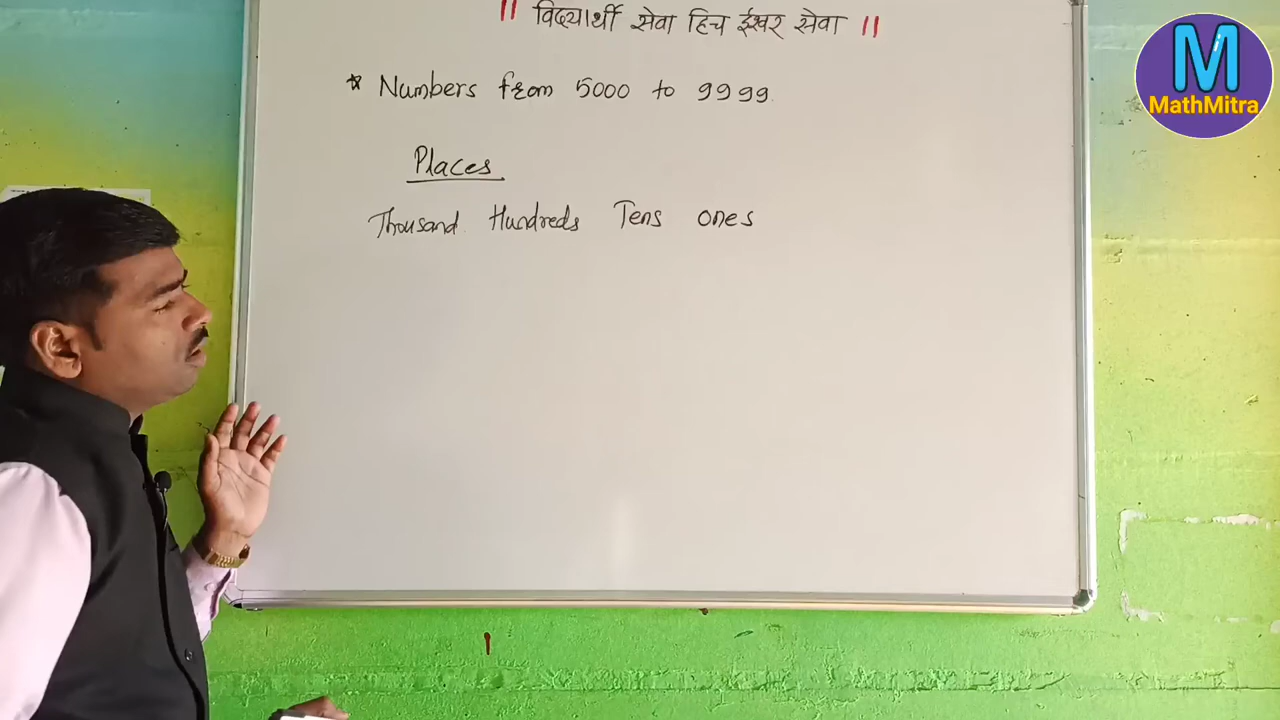 || विद्यार्थी सेवा हिच ईश्वर सेवा ||
* Numbers from 5000 to 9999.
Places
Thousand Hundreds Tens ones
M
MathMitra